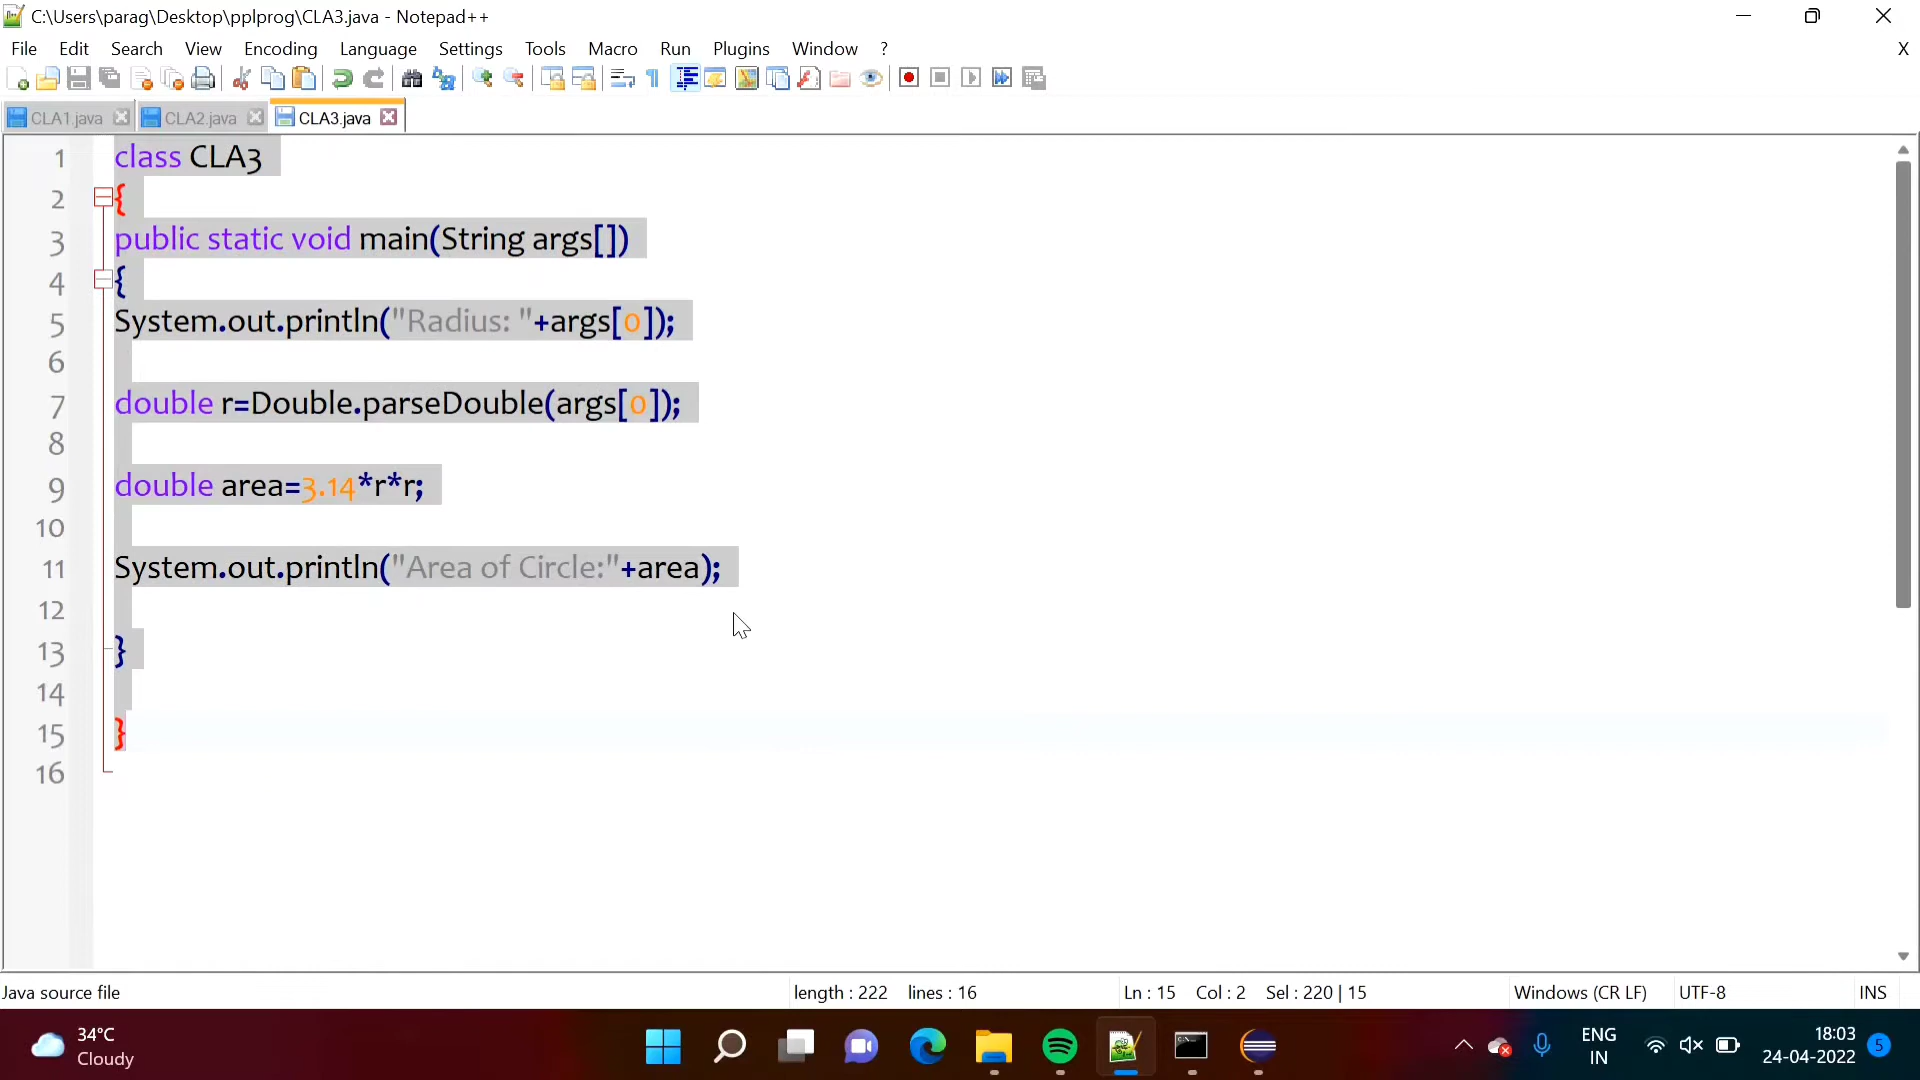 C:\Users\parag\Desktop\pplprog\CLA3.java - Notepad++
File Edit Search View Encoding Language Settings Tools Macro Run Plugins Window ? X
CLA1.java CLA2.java CLA3.java
1 class CLA3
2 {
3 public static void main(String args[])
4 {
5 System.out.println("Radius: "+args[0]);
6
7 double r=Double.parseDouble(args[0]);
8
9 double area=3.14*r*r;
10
11 System.out.println("Area of Circle:"+area);
12
13 }
14
15 }
16
Java source file length : 222 lines : 16 Ln : 15 Col : 2 Sel : 220 | 15 Windows (CR LF) UTF-8 INS
34°C
Cloudy
ENG
IN
18:03
24-04-2022
5